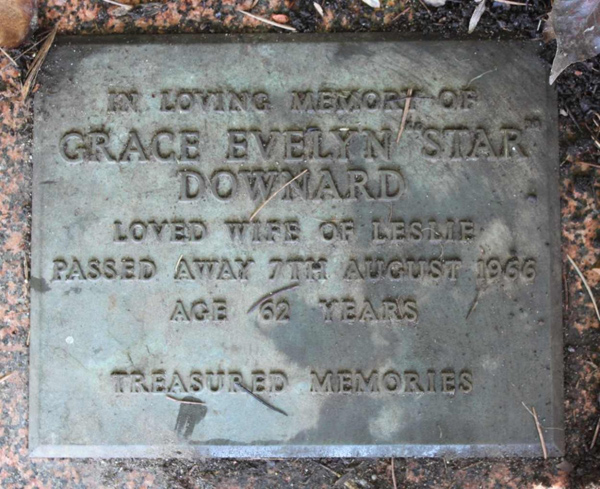 IN LOVING MEMORY OF
GRACE EVELYN "STAR"
DOWNARD
LOVED WIFE OF LESLIE
PASSED AWAY 7TH AUGUST 1966
AGE 62 YEARS
TREASURED MEMORIES